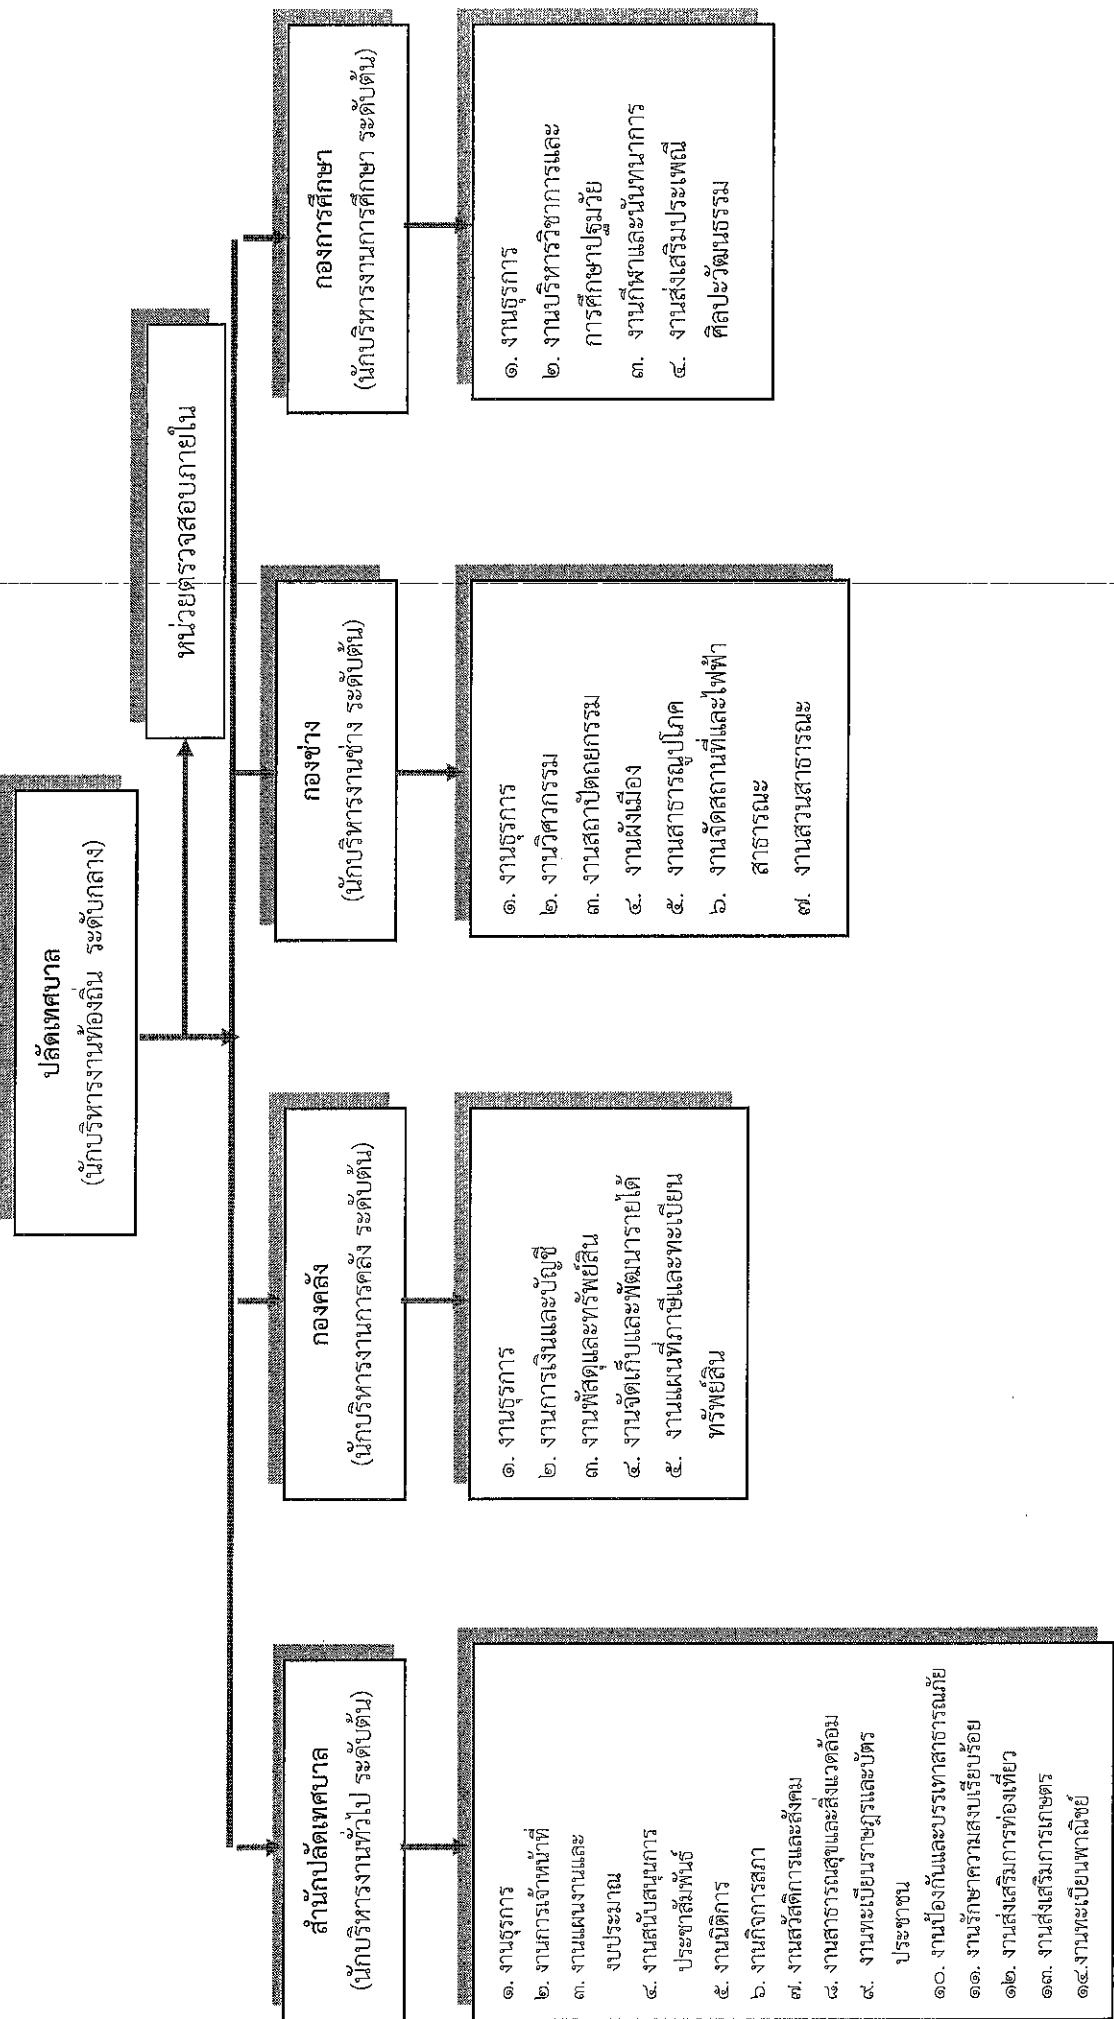 ปลัดเทศบาล
(นักบริหารงานท้องถิ่น ระดับกลาง)
หน่วยตรวจสอบภายใน
สำนักปลัดเทศบาล
(นักบริหารงานทั่วไป ระดับต้น)
๑. งานธุรการ
๒. งานการเจ้าหน้าที่
๓. งานแผนงานและ
งบประมาณ
๔. งานสนับสนุนการ
ประชาสัมพันธ์
๕. งานนิติการ
๖. งานกิจการสภา
๗. งานสวัสดิการและสังคม
๘. งานสาธารณสุขและสิ่งแวดล้อม
๙. งานทะเบียนราษฎรและบัตร
ประชาชน
๑๐. งานป้องกันและบรรเทาสาธารณภัย
๑๑. งานรักษาความสงบเรียบร้อย
๑๒. งานส่งเสริมการท่องเที่ยว
๑๓. งานส่งเสริมการเกษตร
๑๔.งานทะเบียนพาณิชย์
กองคลัง
(นักบริหารงานการคลัง ระดับต้น)
๑. งานธุรการ
๒. งานการเงินและบัญชี
๓. งานพัสดุและทรัพย์สิน
๔. งานจัดเก็บและพัฒนารายได้
๕. งานแผนที่ภาษีและทะเบียน
ทรัพย์สิน
กองช่าง
(นักบริหารงานช่าง ระดับต้น)
๑. งานธุรการ
๒. งานวิศวกรรม
๓. งานสถาปัตถยกรรม
๔. งานผังเมือง
๕. งานสาธารณูปโภค
๖. งานจัดสถานที่และไฟฟ้า
สาธารณะ
๗. งานสวนสาธารณะ
กองการศึกษา
(นักบริหารงานการศึกษา ระดับต้น)
๑. งานธุรการ
๒. งานบริหารวิชาการและ
การศึกษาปฐมวัย
๓. งานกีฬาและนันทนาการ
๔. งานส่งเสริมประเพณี
ศิลปะวัฒนธรรม